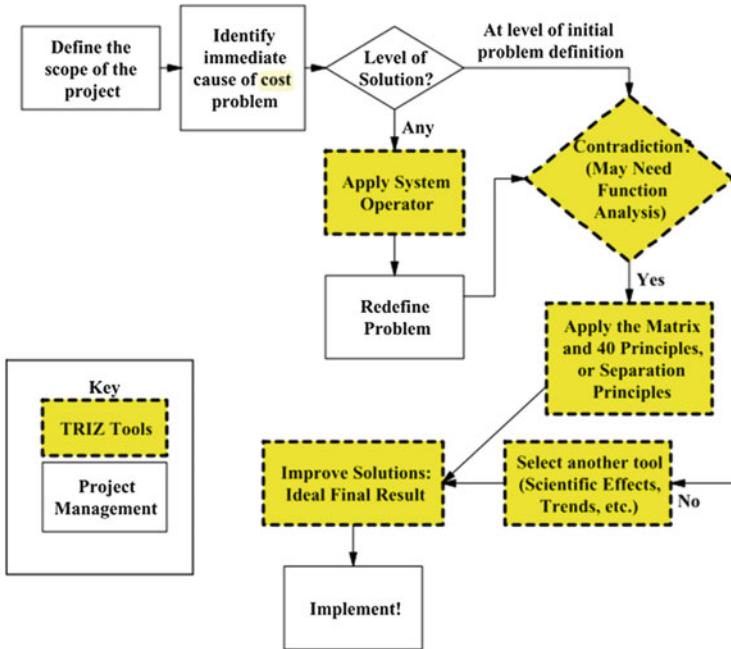 Define the
scope of the
project
Identify
immediate
cause of cost
problem
Level of
Solution?
At level of initial
problem definition
Any
Apply System
Operator
Redefine
Problem
Contradiction?
(May Need
Function
Analysis)
Yes
Apply the Matrix
and 40 Principles,
or Separation
Principles
No
Select another tool
(Scientific Effects,
Trends, etc.)
Improve Solutions:
Ideal Final Result
Implement!
Key
TRIZ Tools
Project
Management